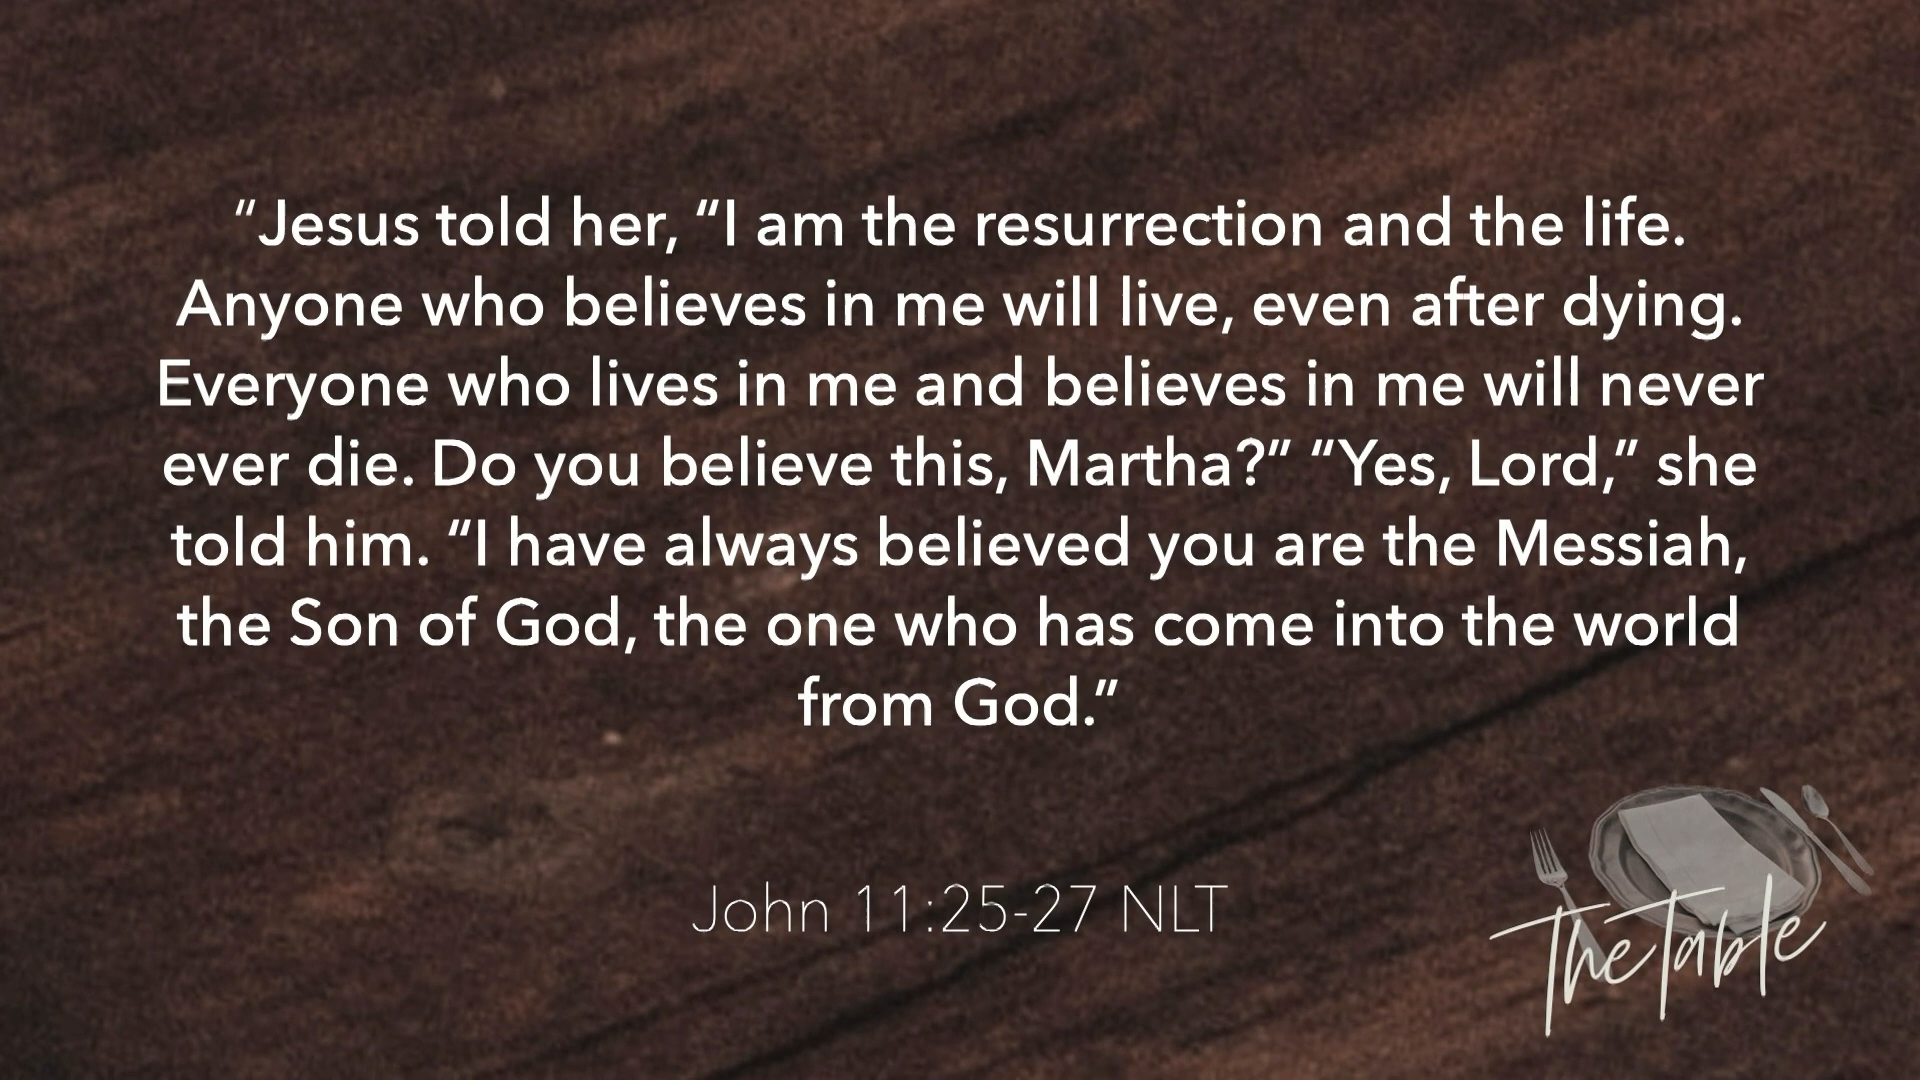 “Jesus told her, “I am the resurrection and the life.
Anyone who believes in me will live, even after dying.
Everyone who lives in me and believes in me will never
ever die. Do you believe this, Martha?” “Yes, Lord,” she
told him. “I have always believed you are the Messiah,
the Son of God, the one who has come into the world
from God.”
John 11:25-27 NLT
The Table